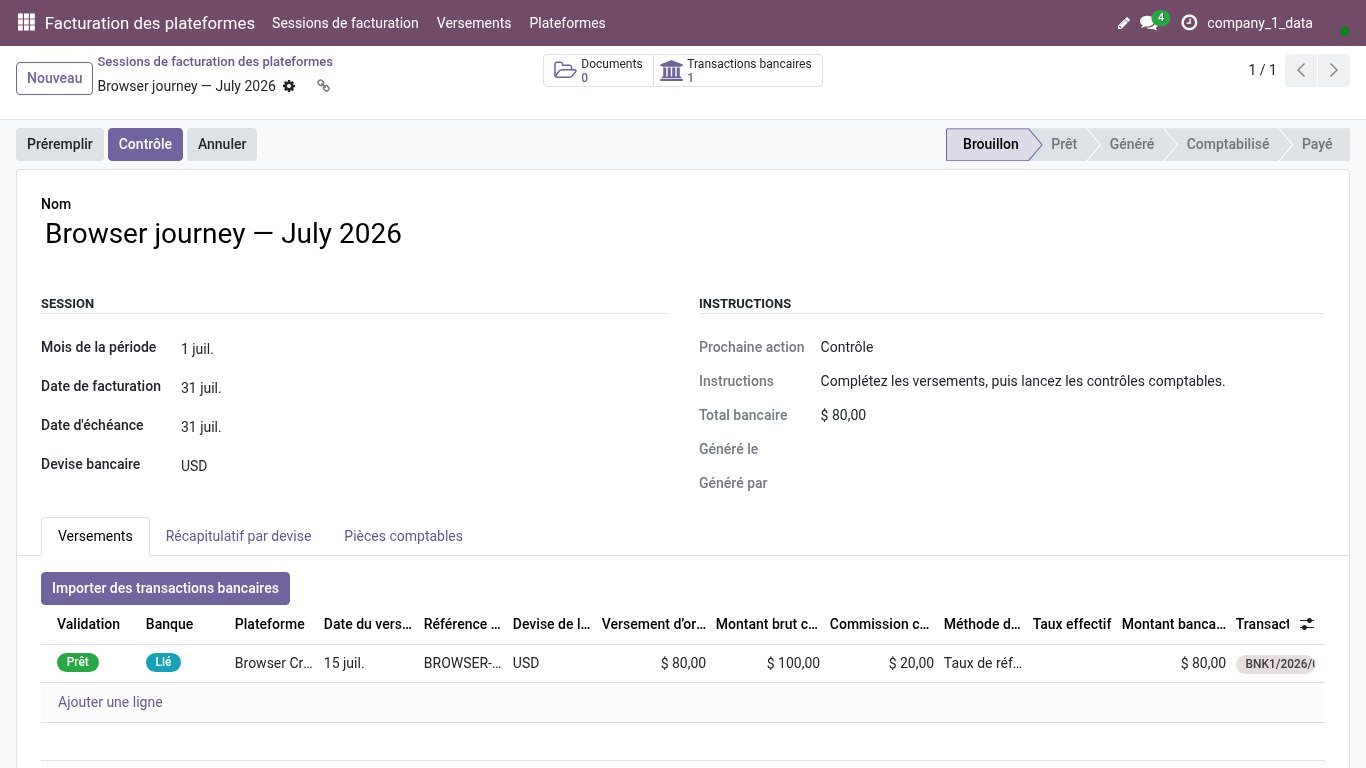 Facturation des plateformes Sessions de facturation Versements Plateformes 4 company_1_data
Nouveau Sessions de facturation des plateformes
Browser journey — July 2026
Documents 0
Transactions bancaires 1
1 / 1
Préremplir Contrôle Annuler Brouillon Prêt Généré Comptabilisé Payé
Nom
Browser journey — July 2026
SESSION
Mois de la période 1 juil.
Date de facturation 31 juil.
Date d'échéance 31 juil.
Devise bancaire USD
INSTRUCTIONS
Prochaine action Contrôle
Instructions Complétez les versements, puis lancez les contrôles comptables.
Total bancaire $ 80,00
Généré le
Généré par
Versements Récapitulatif par devise Pièces comptables
Importer des transactions bancaires
Validation Banque Plateforme Date du vers… Référence … Devise de l… Versement d’or… Montant brut c… Commission c… Méthode d… Taux effectif Montant banca… Transact
Prêt Lié Browser Cr… 15 juil. BROWSER-… USD $ 80,00 $ 100,00 $ 20,00 Taux de réf… $ 80,00 BNK1/2026/
Ajouter une ligne